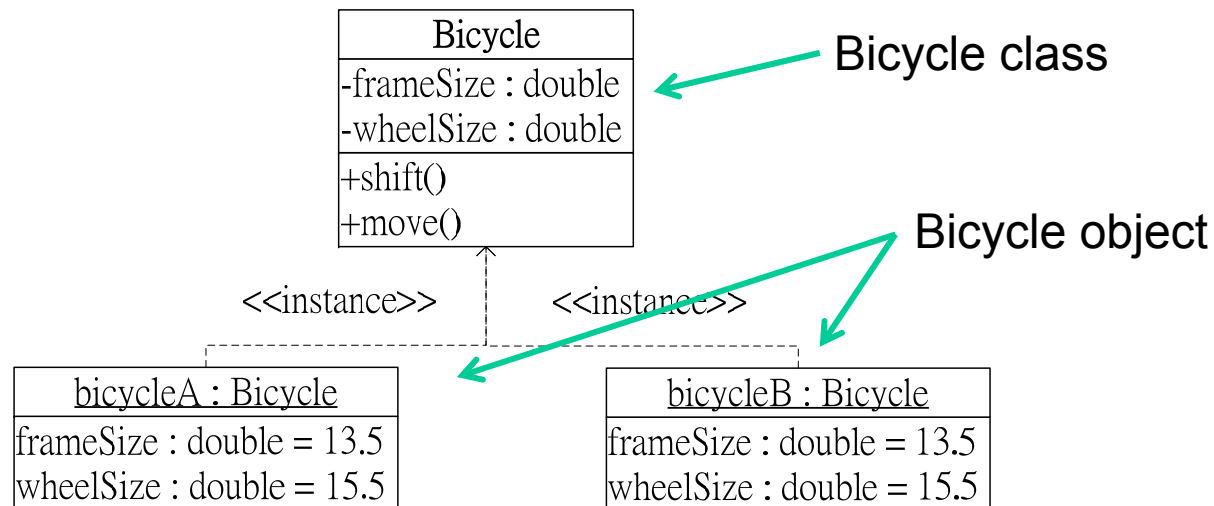 Bicycle
-frameSize : double
-wheelSize : double
+shift()
+move()
Bicycle class
Bicycle object
<<instance>>
<<instance>>
bicycleA : Bicycle
frameSize : double = 13.5
wheelSize : double = 15.5
bicycleB : Bicycle
frameSize : double = 13.5
wheelSize : double = 15.5